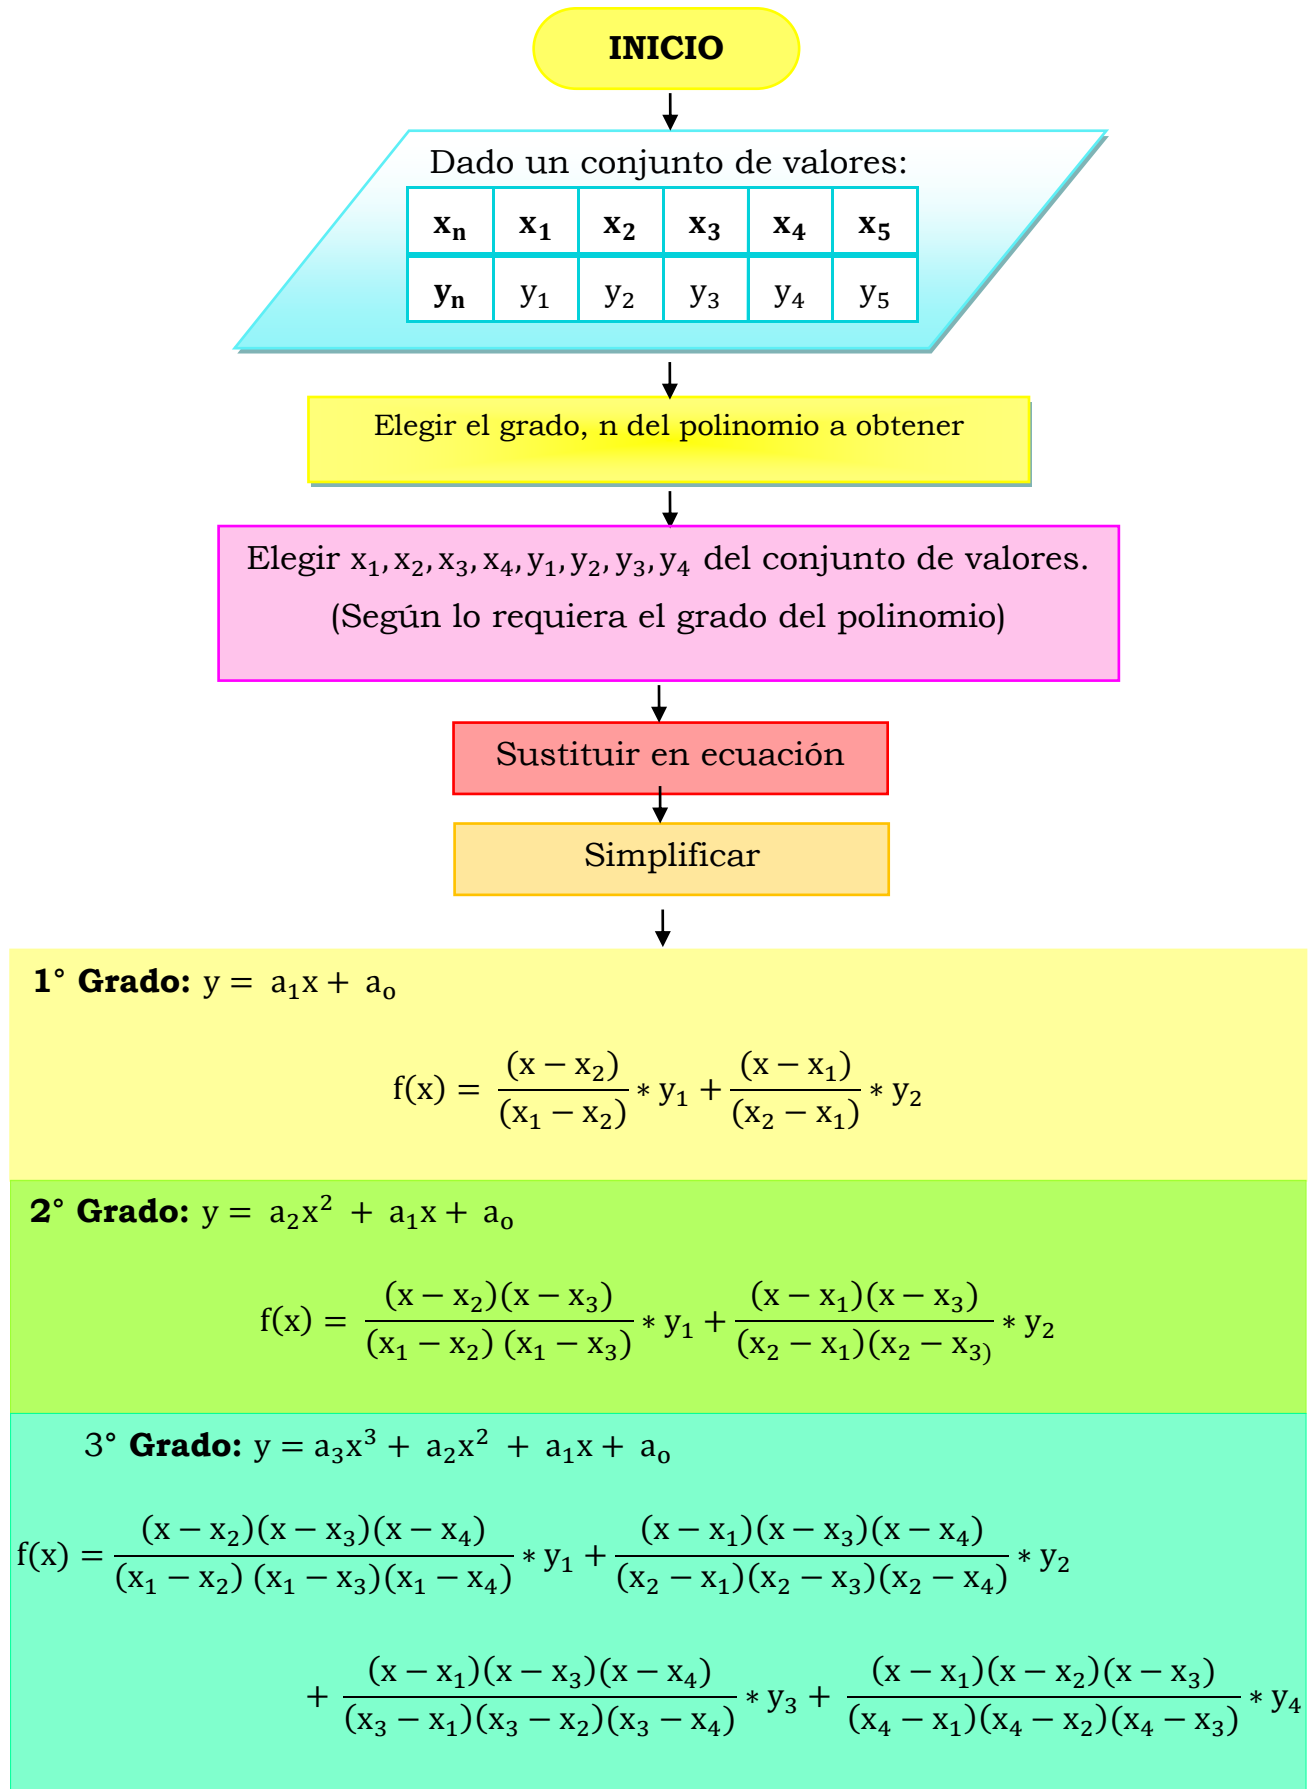 INICIO
Dado un conjunto de valores:
xₙ x₁ x₂ x₃ x₄ x₅
yₙ y₁ y₂ y₃ y₄ y₅
Elegir el grado, n del polinomio a obtener
Elegir x₁, x₂, x₃, x₄, y₁, y₂, y₃, y₄ del conjunto de valores.
(Según lo requiera el grado del polinomio)
Sustituir en ecuación
Simplificar
1° Grado: y = a₁x + aₒ
f(x) = (x − x₂)/(x₁ − x₂) * y₁ + (x − x₁)/(x₂ − x₁) * y₂
2° Grado: y = a₂x² + a₁x + aₒ
f(x) = (x − x₂)(x − x₃)/(x₁ − x₂) (x₁ − x₃) * y₁ + (x − x₁)(x − x₃)/(x₂ − x₁)(x₂ − x₃₎ * y₂
3° Grado: y = a₃x³ + a₂x² + a₁x + aₒ
f(x) = (x − x₂)(x − x₃)(x − x₄)/(x₁ − x₂) (x₁ − x₃)(x₁ − x₄) * y₁ + (x − x₁)(x − x₃)(x − x₄)/(x₂ − x₁)(x₂ − x₃)(x₂ − x₄) * y₂
+ (x − x₁)(x − x₃)(x − x₄)/(x₃ − x₁)(x₃ − x₂)(x₃ − x₄) * y₃ + (x − x₁)(x − x₂)(x − x₃)/(x₄ − x₁)(x₄ − x₂)(x₄ − x₃) * y₄